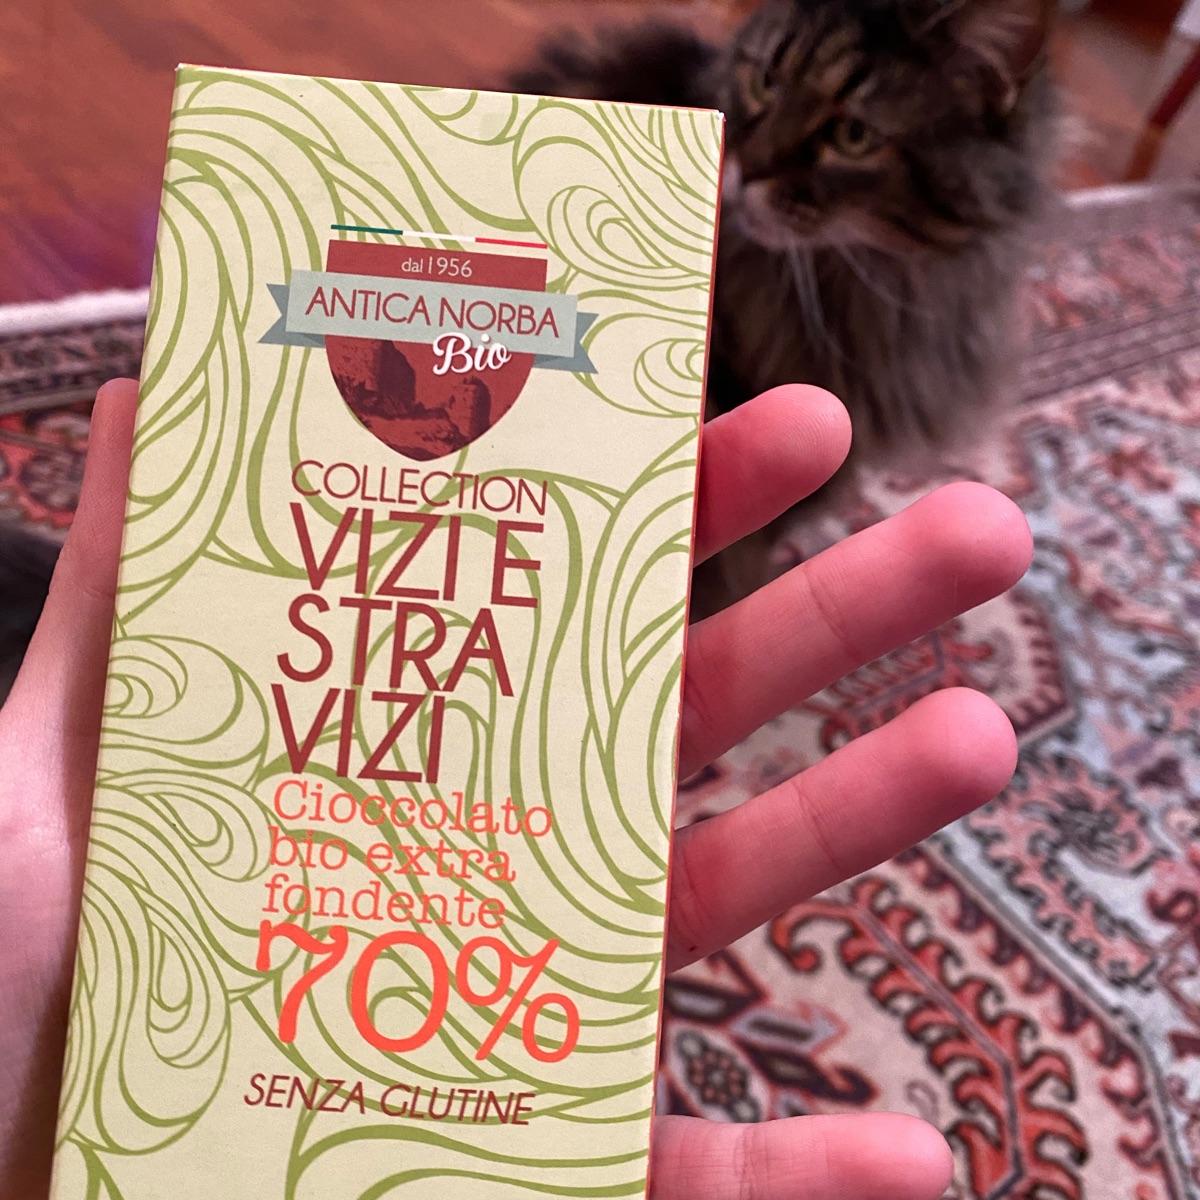 dal 1956
ANTICA NORBA
Bio
COLLECTION
VIZI E
STRA
VIZI
Cioccolato
bio extra
fondente
70%
SENZA GLUTINE